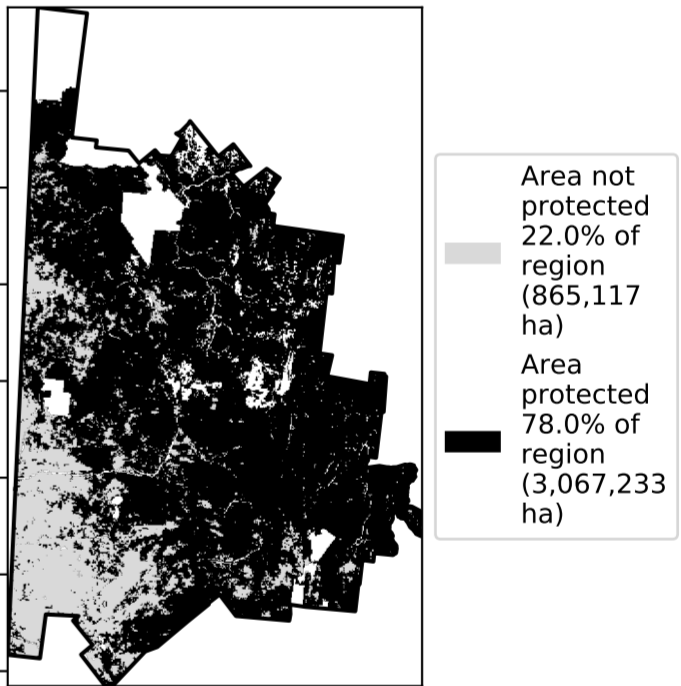 Area not
protected
22.0% of
region
(865,117
ha)
Area
protected
78.0% of
region
(3,067,233
ha)